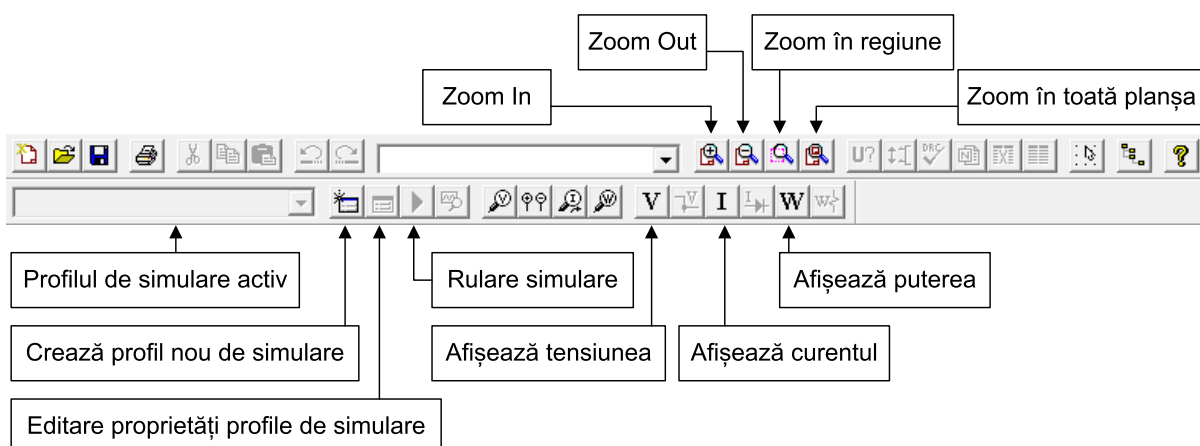 Zoom Out
Zoom în regiune
Zoom In
Zoom în toată planșa
U?
DRC
V
I
W
V
V
I
I
W
W
Profilul de simulare activ
Rulare simulare
Afișează puterea
Crează profil nou de simulare
Afișează tensiunea
Afișează curentul
Editare proprietăți profile de simulare